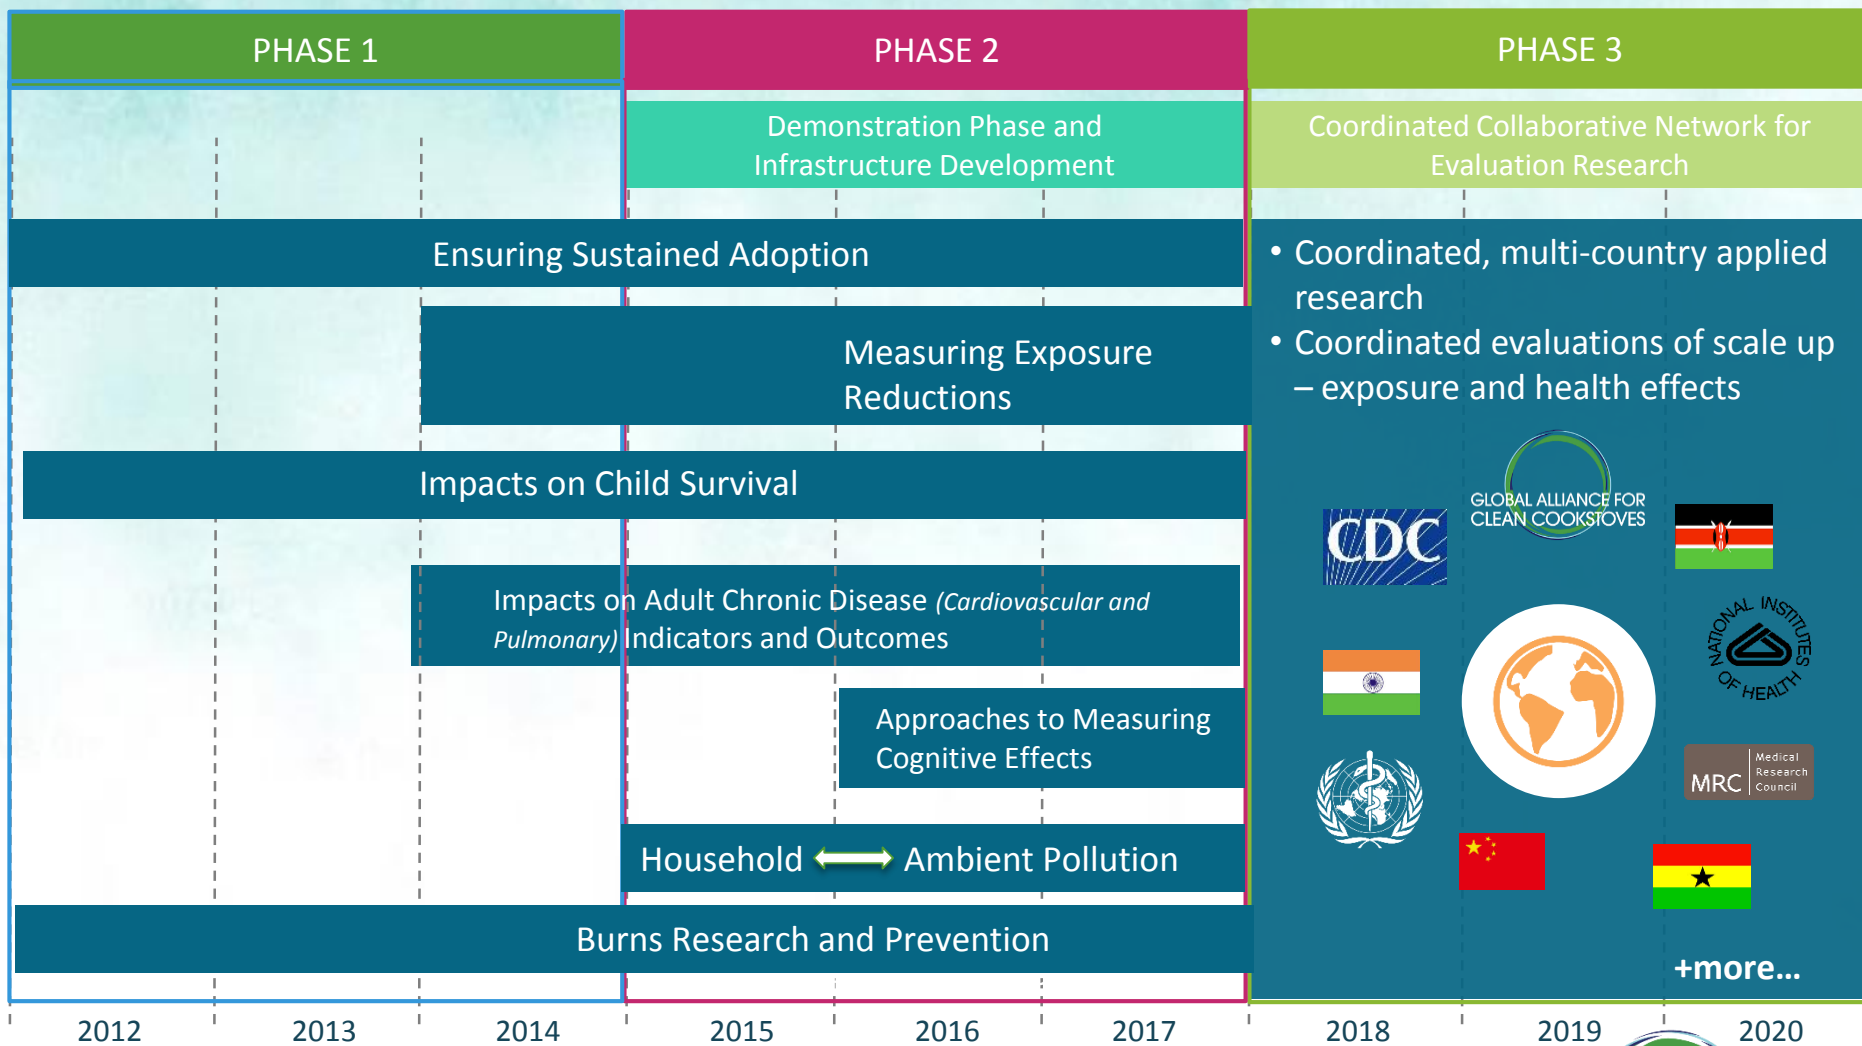 PHASE 1
PHASE 2
PHASE 3
Demonstration Phase and
Infrastructure Development
Coordinated Collaborative Network for
Evaluation Research
Ensuring Sustained Adoption
Measuring Exposure
Reductions
Impacts on Child Survival
Impacts on Adult Chronic Disease (Cardiovascular and
Pulmonary) Indicators and Outcomes
Approaches to Measuring
Cognitive Effects
Household Ambient Pollution
Burns Research and Prevention
• Coordinated, multi-country applied
research
• Coordinated evaluations of scale up
– exposure and health effects
GLOBAL ALLIANCE FOR
CLEAN COOKSTOVES
CDC
NATIONAL INSTITUTES
OF HEALTH
MRC
Medical
Research
Council
+more...
2012
2013
2014
2015
2016
2017
2018
2019
2020